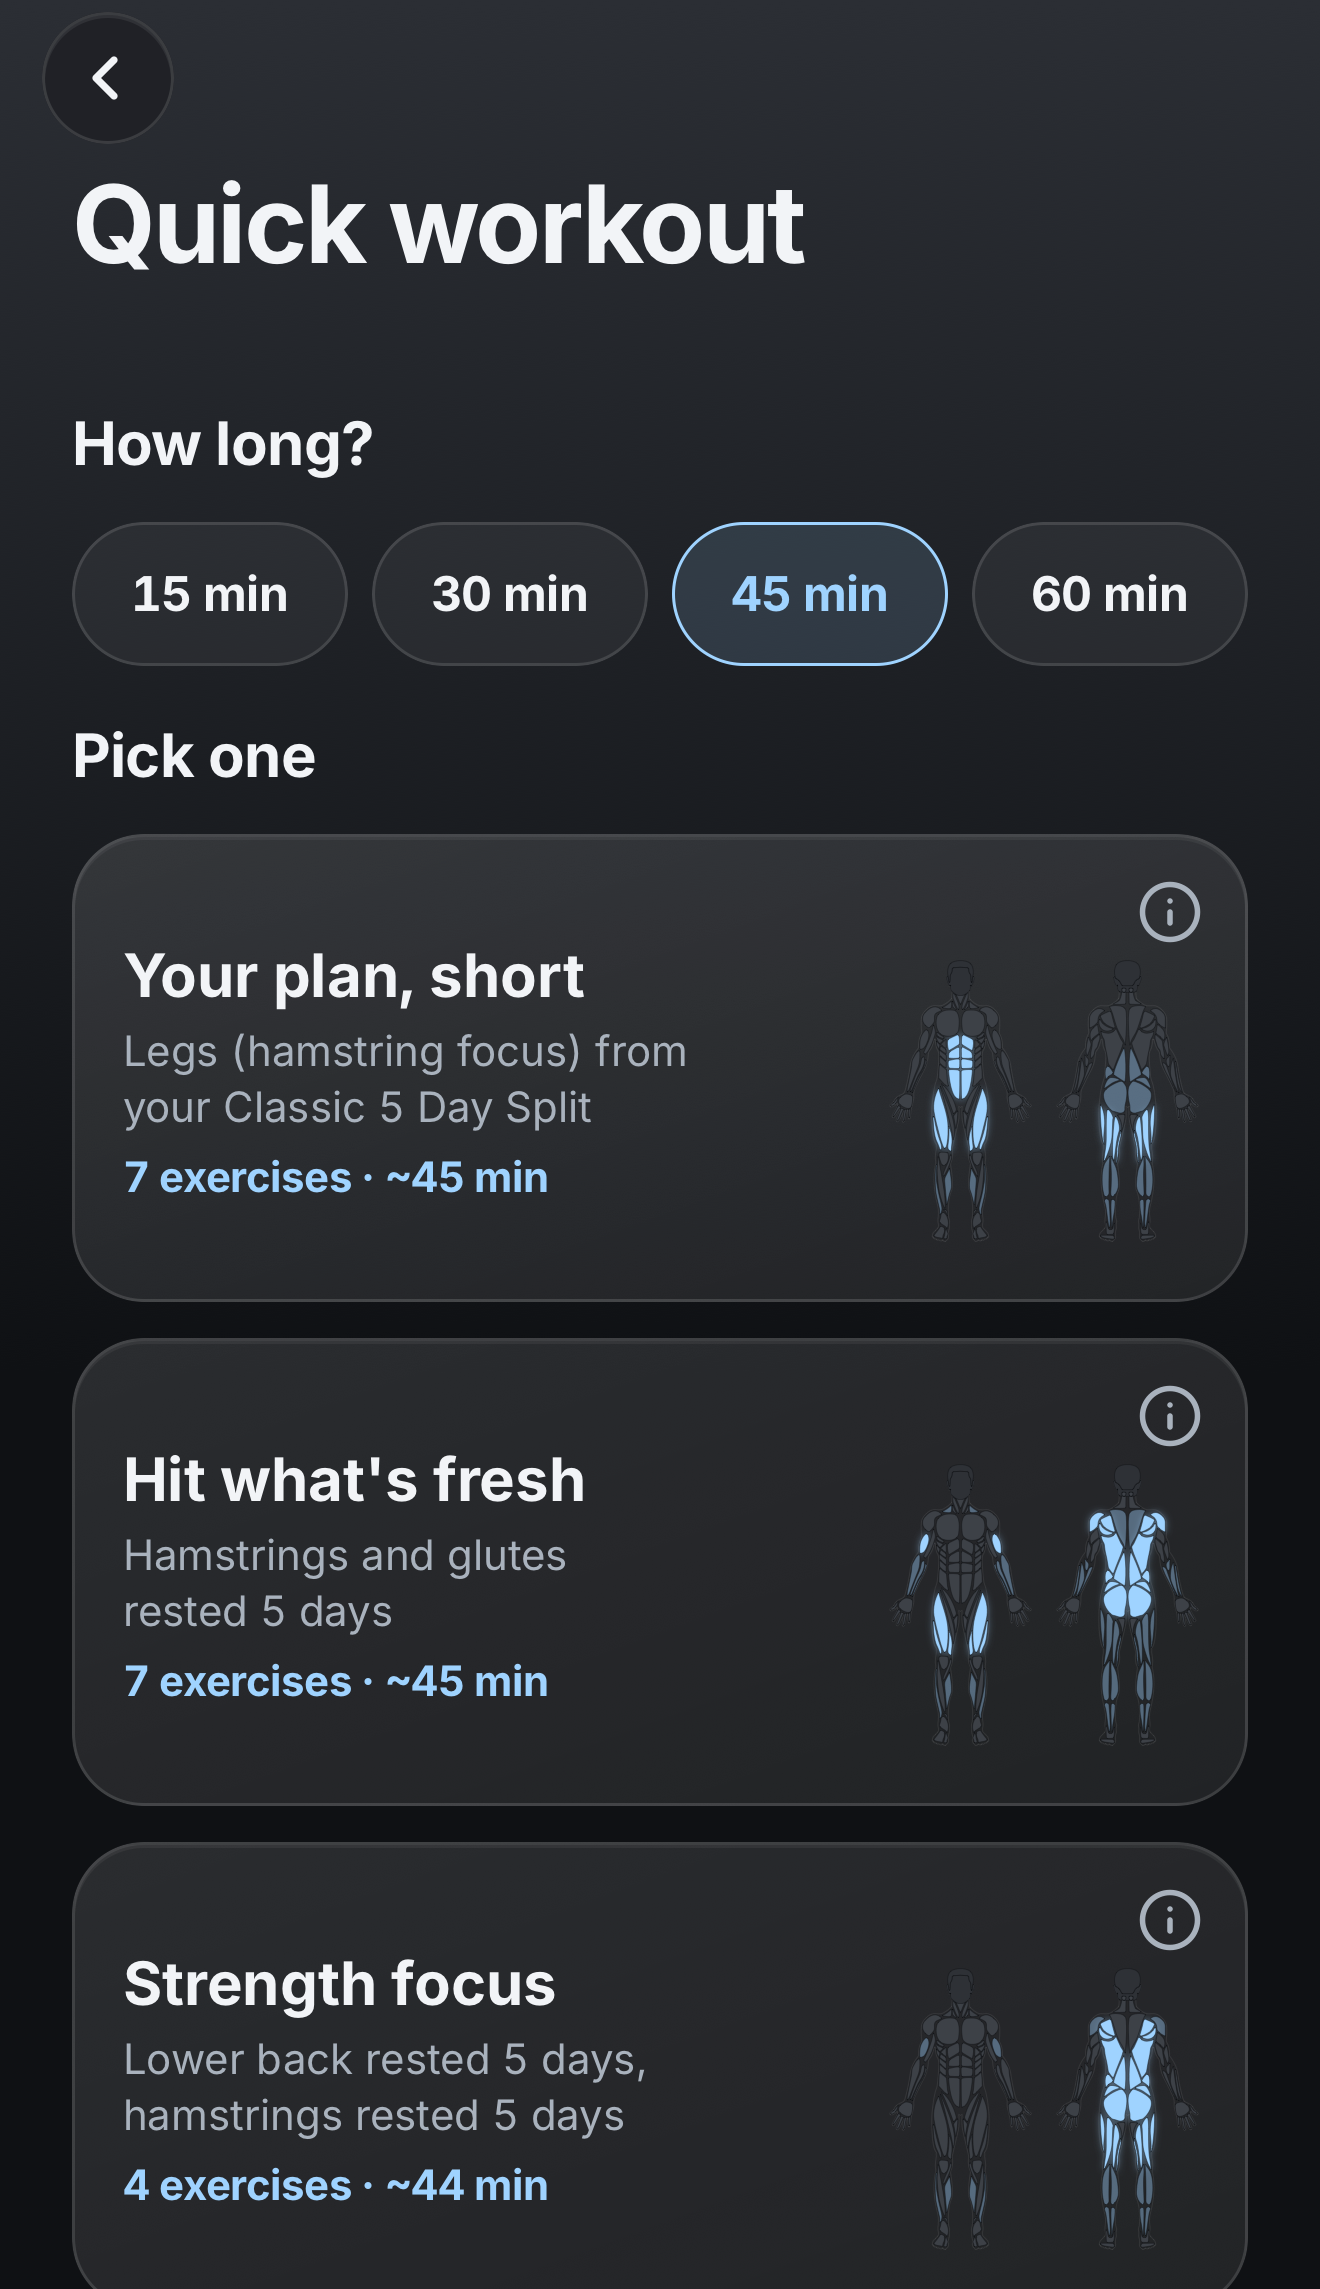 Quick workout
How long?
15 min
30 min
45 min
60 min
Pick one
Your plan, short
Legs (hamstring focus) from
your Classic 5 Day Split
7 exercises · ~45 min
Hit what's fresh
Hamstrings and glutes
rested 5 days
7 exercises · ~45 min
Strength focus
Lower back rested 5 days,
hamstrings rested 5 days
4 exercises · ~44 min